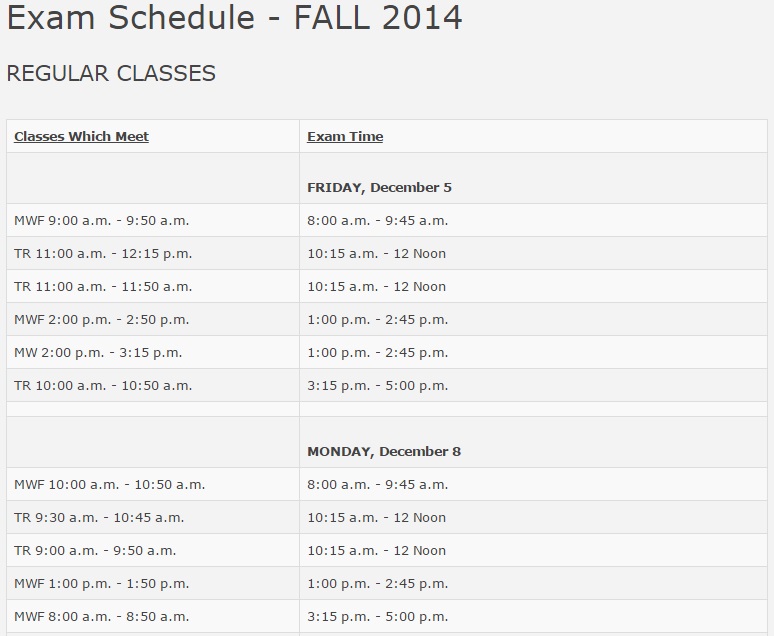 Exam Schedule - FALL 2014
REGULAR CLASSES
Classes Which Meet Exam Time
FRIDAY, December 5
MWF 9:00 a.m. - 9:50 a.m. 8:00 a.m. - 9:45 a.m.
TR 11:00 a.m. - 12:15 p.m. 10:15 a.m. - 12 Noon
TR 11:00 a.m. - 11:50 a.m. 10:15 a.m. - 12 Noon
MWF 2:00 p.m. - 2:50 p.m. 1:00 p.m. - 2:45 p.m.
MW 2:00 p.m. - 3:15 p.m. 1:00 p.m. - 2:45 p.m.
TR 10:00 a.m. - 10:50 a.m. 3:15 p.m. - 5:00 p.m.
MONDAY, December 8
MWF 10:00 a.m. - 10:50 a.m. 8:00 a.m. - 9:45 a.m.
TR 9:30 a.m. - 10:45 a.m. 10:15 a.m. - 12 Noon
TR 9:00 a.m. - 9:50 a.m. 10:15 a.m. - 12 Noon
MWF 1:00 p.m. - 1:50 p.m. 1:00 p.m. - 2:45 p.m.
MWF 8:00 a.m. - 8:50 a.m. 3:15 p.m. - 5:00 p.m.